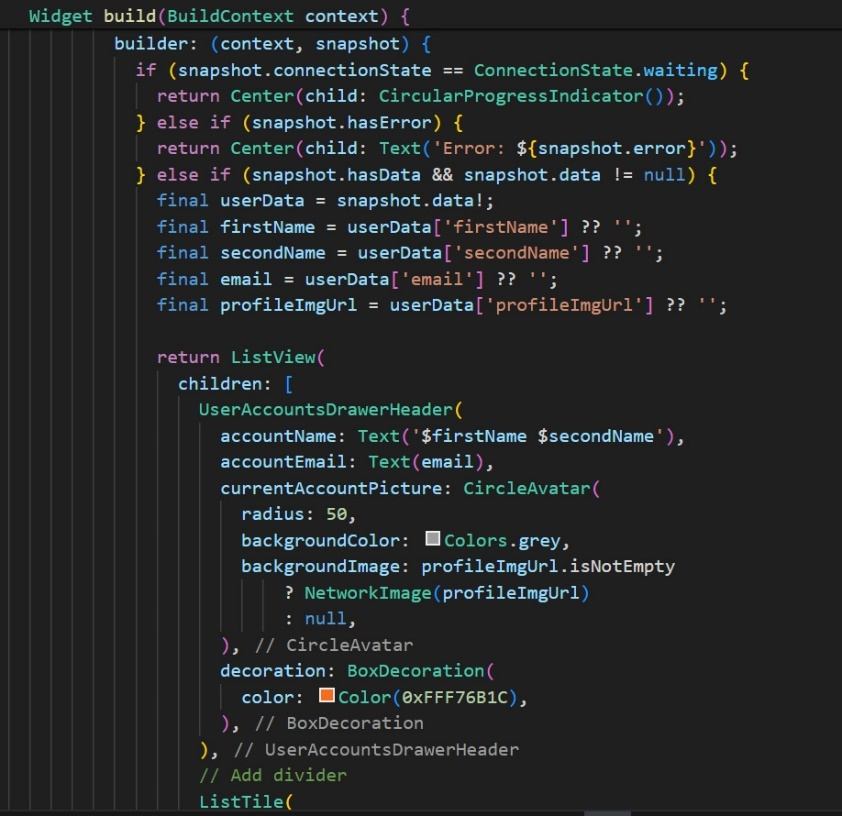 Widget build(BuildContext context) {
builder: (context, snapshot) {
if (snapshot.connectionState == ConnectionState.waiting) {
return Center(child: CircularProgressIndicator());
} else if (snapshot.hasError) {
return Center(child: Text('Error: ${snapshot.error}'));
} else if (snapshot.hasData && snapshot.data != null) {
final userData = snapshot.data!;
final firstName = userData['firstName'] ?? '';
final secondName = userData['secondName'] ?? '';
final email = userData['email'] ?? '';
final profileImgUrl = userData['profileImgUrl'] ?? '';
return ListView(
children: [
UserAccountsDrawerHeader(
accountName: Text('$firstName $secondName'),
accountEmail: Text(email),
currentAccountPicture: CircleAvatar(
radius: 50,
backgroundColor: Colors.grey,
backgroundImage: profileImgUrl.isNotEmpty
? NetworkImage(profileImgUrl)
: null,
), // CircleAvatar
decoration: BoxDecoration(
color: Color(0xFFF76B1C),
), // BoxDecoration
), // UserAccountsDrawerHeader
// Add divider
ListTile(